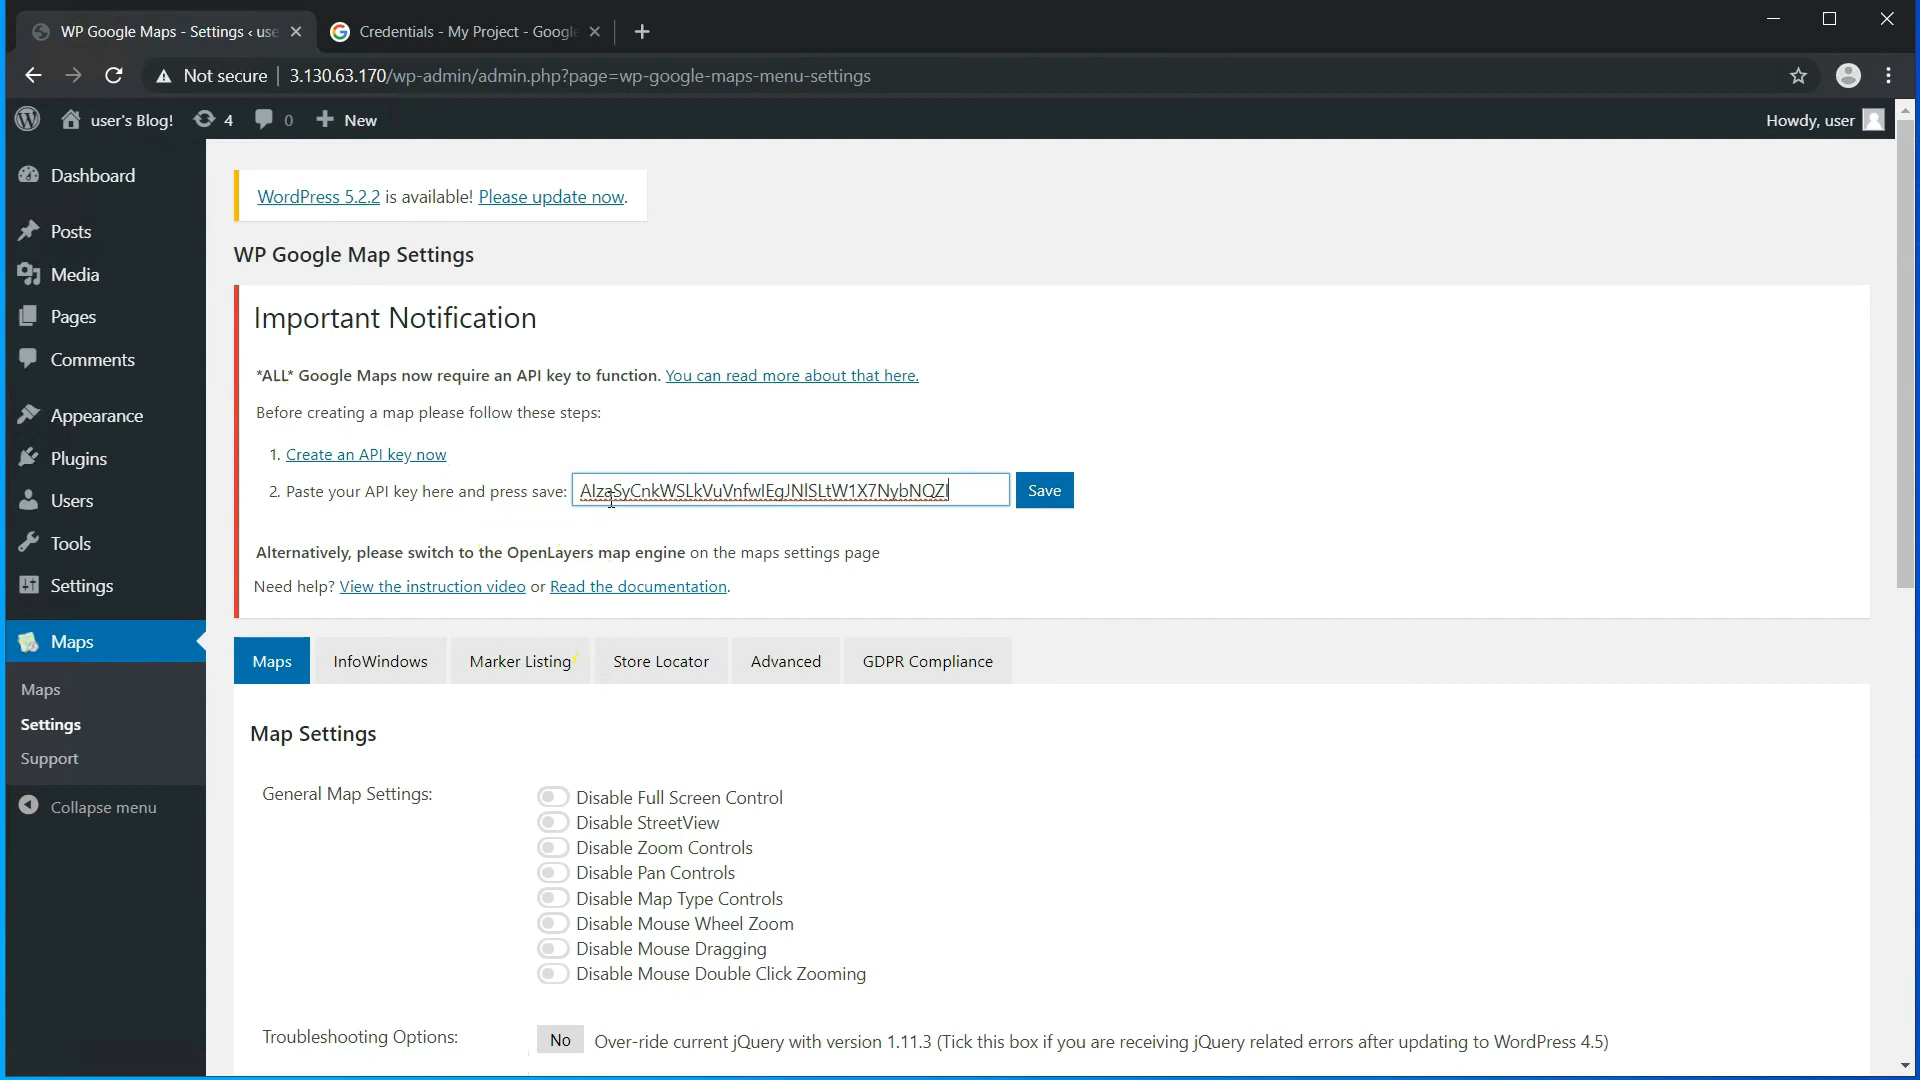 WP Google Maps - Settings ‹ use
Credentials - My Project - Googl
Not secure
3.130.63.170/wp-admin/admin.php?page=wp-google-maps-menu-settings
user's Blog!
4
0
New
Howdy, user
Dashboard
Posts
Media
Pages
Comments
Appearance
Plugins
Users
Tools
Settings
Maps
Maps
Settings
Support
Collapse menu
WordPress 5.2.2 is available! Please update now.
WP Google Map Settings
Important Notification
*ALL* Google Maps now require an API key to function. You can read more about that here.
Before creating a map please follow these steps:
1. Create an API key now
2. Paste your API key here and press save:
Save
Alternatively, please switch to the OpenLayers map engine on the maps settings page
Need help? View the instruction video or Read the documentation.
Maps
InfoWindows
Marker Listing
Store Locator
Advanced
GDPR Compliance
Map Settings
General Map Settings:
Disable Full Screen Control
Disable StreetView
Disable Zoom Controls
Disable Pan Controls
Disable Map Type Controls
Disable Mouse Wheel Zoom
Disable Mouse Dragging
Disable Mouse Double Click Zooming
Troubleshooting Options:
No
Over-ride current jQuery with version 1.11.3 (Tick this box if you are receiving jQuery related errors after updating to WordPress 4.5)